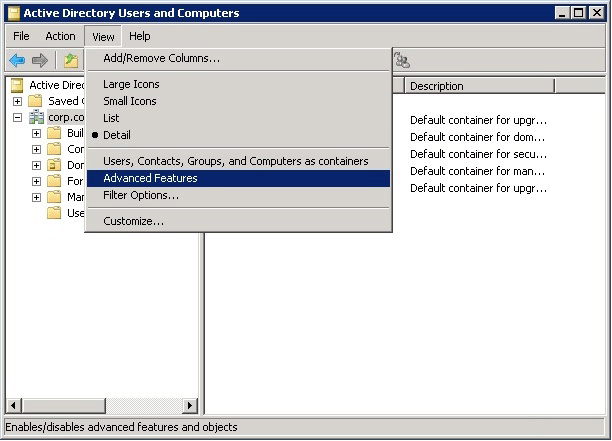 Active Directory Users and Computers
File Action View Help
Add/Remove Columns...
Large Icons
Small Icons
List
Detail
Users, Contacts, Groups, and Computers as containers
Advanced Features
Filter Options...
Customize...
Active Direc
Saved
corp.co
Buil
Con
Dom
For
Man
Use
Description
Default container for upgr...
Default container for dom...
Default container for secu...
Default container for man...
Default container for upgr...
Enables/disables advanced features and objects